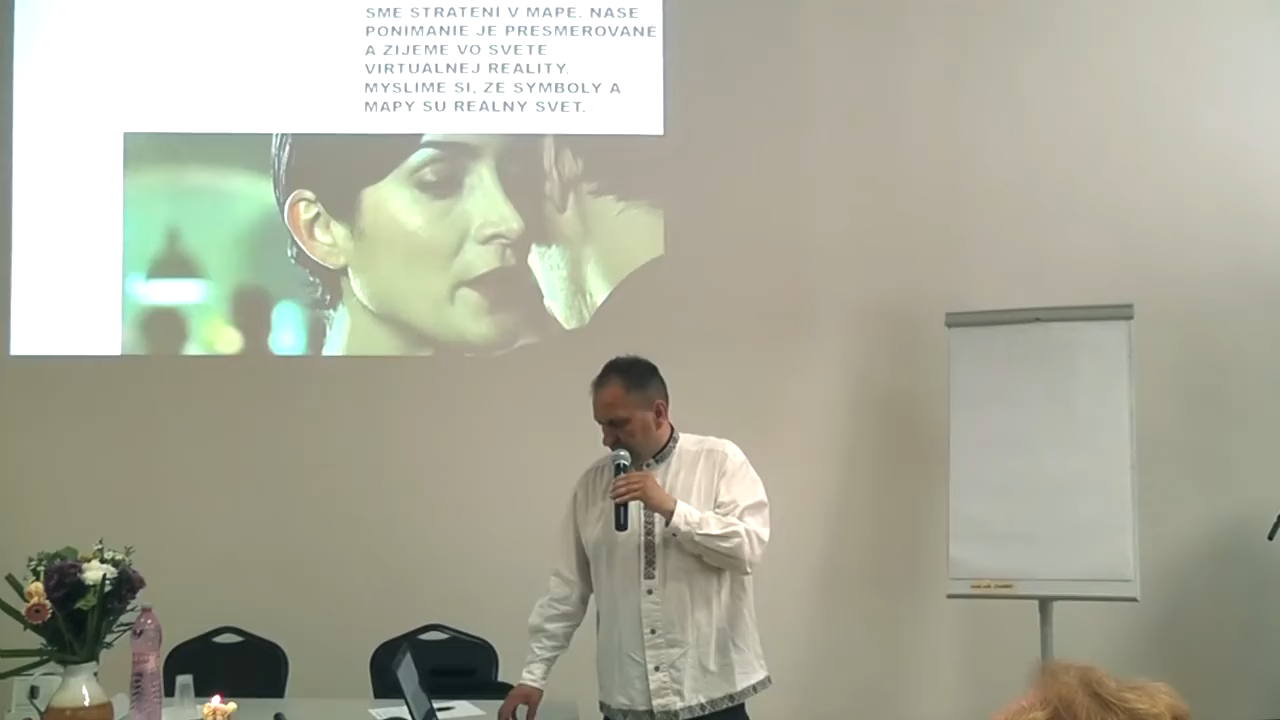 SME STRATENI V MAPE. NASE
PONIMANIE JE PRESMEROVANE
A ZIJEME VO SVETE
VIRTUALNEJ REALITY.
MYSLIME SI, ZE SYMBOLY A
MAPY SU REALNY SVET.